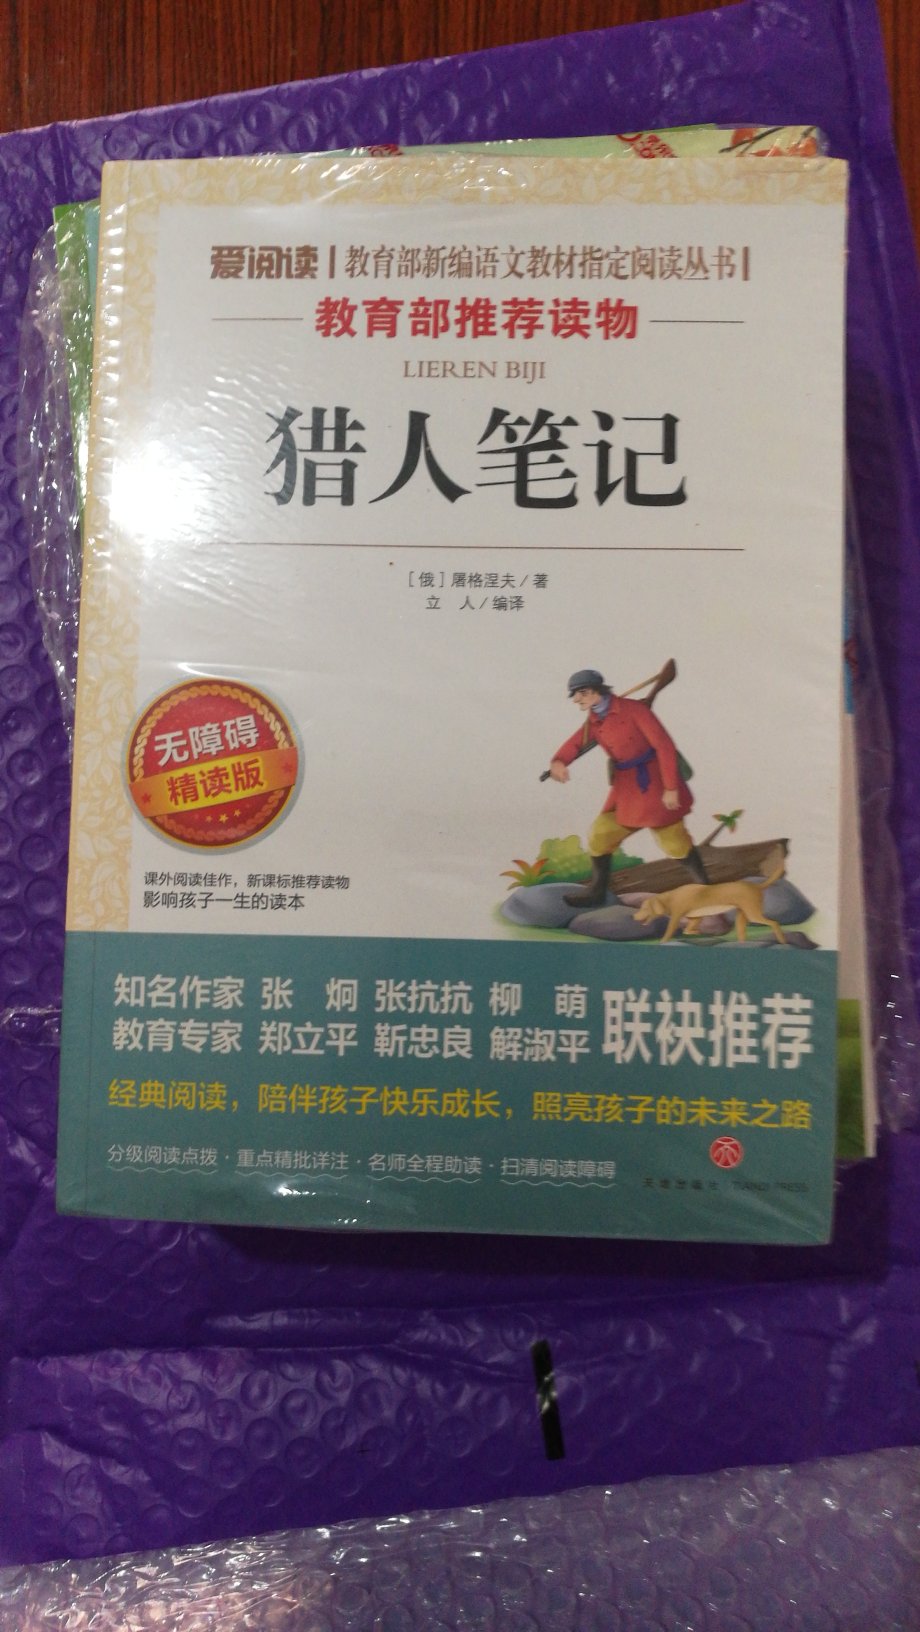 爱阅读 | 教育部新编语文教材指定阅读丛书 |
教育部推荐读物
LIEREN BIJI
猎人笔记
[俄]屠格涅夫/著
立 人/编译
无障碍
精读版
课外阅读佳作，新课标推荐读物
影响孩子一生的读本
知名作家 张 炯 张抗抗 柳 萌
教育专家 郑立平 靳忠良 解淑平
联袂推荐
经典阅读，陪伴孩子快乐成长，照亮孩子的未来之路
分级阅读点拨·重点精批详注·名师全程助读·扫清阅读障碍
天地出版社 TIANDI PRESS